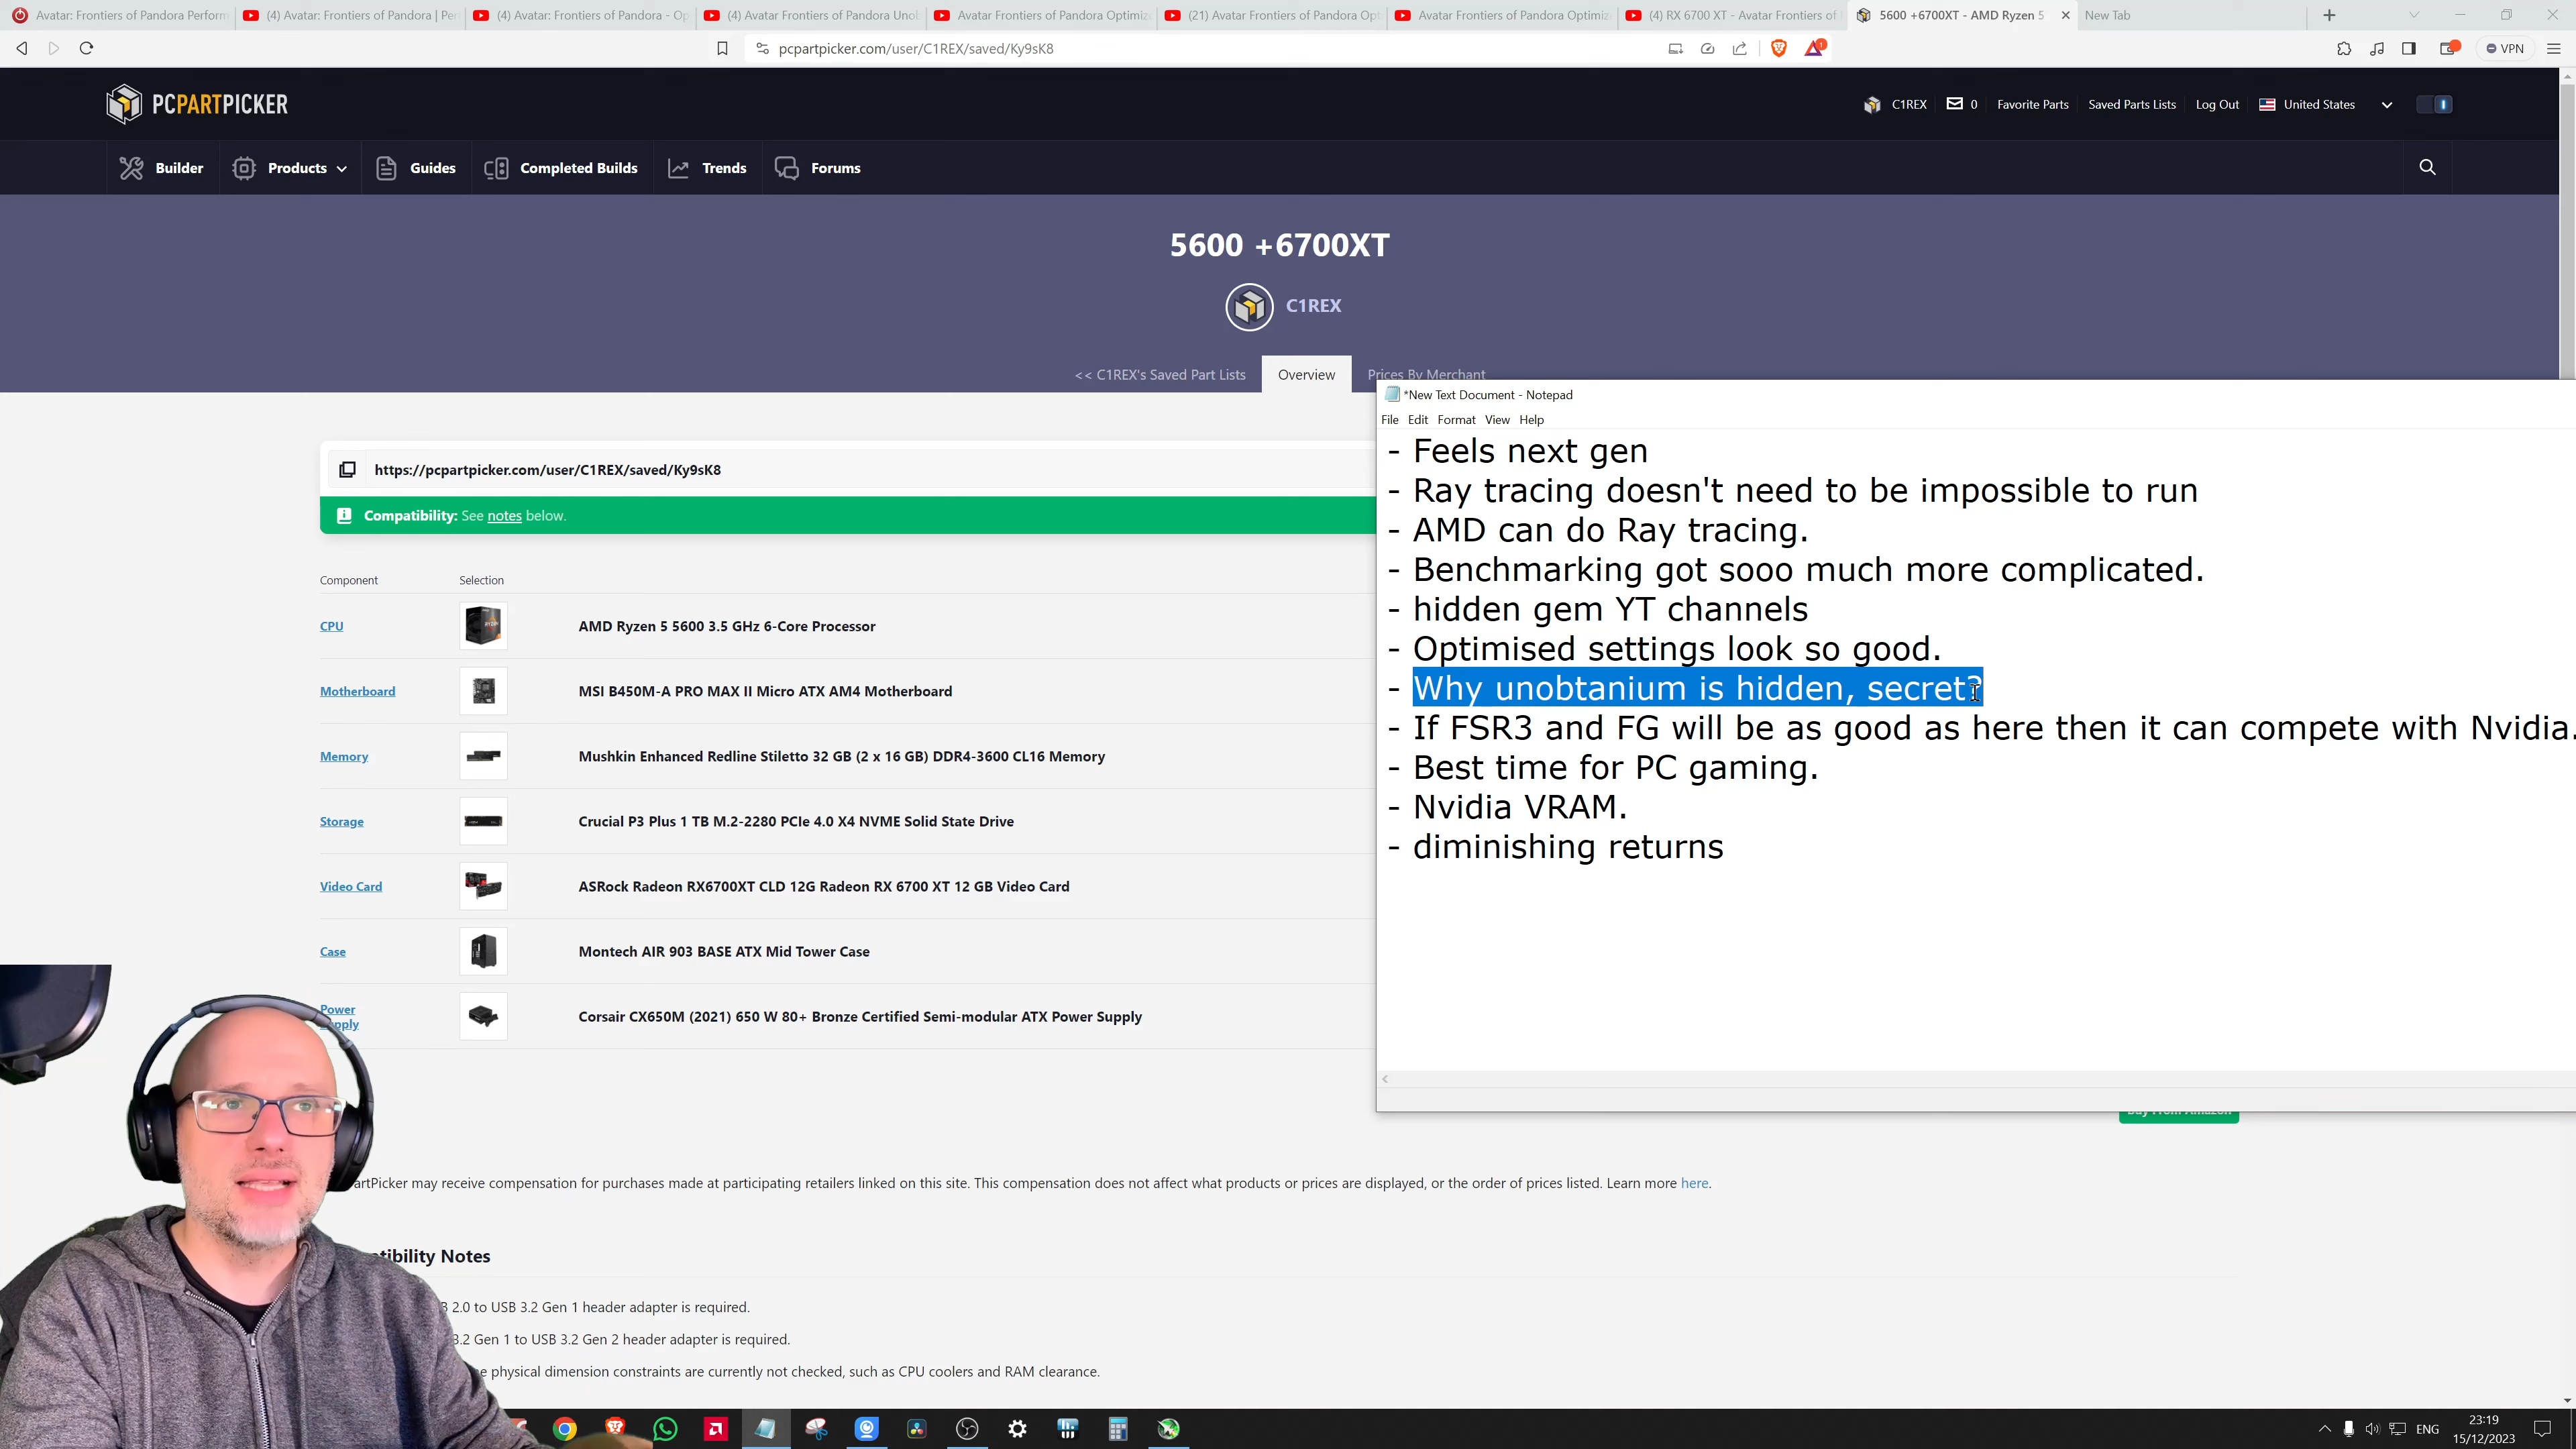 Avatar: Frontiers of Pandora Perform
(4) Avatar: Frontiers of Pandora | Per
(4) Avatar: Frontiers of Pandora - Op
(4) Avatar Frontiers of Pandora Unob
Avatar Frontiers of Pandora Optimiz
(21) Avatar Frontiers of Pandora Opt
Avatar Frontiers of Pandora Optimiz
(4) RX 6700 XT - Avatar Frontiers of
5600 +6700XT - AMD Ryzen 5
New Tab
pcpartpicker.com/user/C1REX/saved/Ky9sK8
1
VPN
PCPARTPICKER
C1REX
0
Favorite Parts
Saved Parts Lists
Log Out
United States
Builder
Products
Guides
Completed Builds
Trends
Forums
5600 +6700XT
C1REX
<< C1REX's Saved Part Lists
Overview
Prices By Merchant
https://pcpartpicker.com/user/C1REX/saved/Ky9sK8
Compatibility: See notes below.
Component Selection
CPU AMD Ryzen 5 5600 3.5 GHz 6-Core Processor
Motherboard MSI B450M-A PRO MAX II Micro ATX AM4 Motherboard
Memory Mushkin Enhanced Redline Stiletto 32 GB (2 x 16 GB) DDR4-3600 CL16 Memory
Storage Crucial P3 Plus 1 TB M.2-2280 PCIe 4.0 X4 NVME Solid State Drive
Video Card ASRock Radeon RX6700XT CLD 12G Radeon RX 6700 XT 12 GB Video Card
Case Montech AIR 903 BASE ATX Mid Tower Case
Power
Corsair CX650M (2021) 650 W 80+ Bronze Certified Semi-modular ATX Power Supply
*New Text Document - Notepad
File Edit Format View Help
- Feels next gen
- Ray tracing doesn't need to be impossible to run
- AMD can do Ray tracing.
- Benchmarking got sooo much more complicated.
- hidden gem YT channels
- Optimised settings look so good.
- Why unobtanium is hidden, secret?
- If FSR3 and FG will be as good as here then it can compete with Nvidia.
- Best time for PC gaming.
- Nvidia VRAM.
- diminishing returns
Buy From Amazon
artPicker may receive compensation for purchases made at participating retailers linked on this site. This compensation does not affect what products or prices are displayed, or the order of prices listed. Learn more here.
tibility Notes
2.0 to USB 3.2 Gen 1 header adapter is required.
3.2 Gen 1 to USB 3.2 Gen 2 header adapter is required.
physical dimension constraints are currently not checked, such as CPU coolers and RAM clearance.
ENG
23:19
15/12/2023